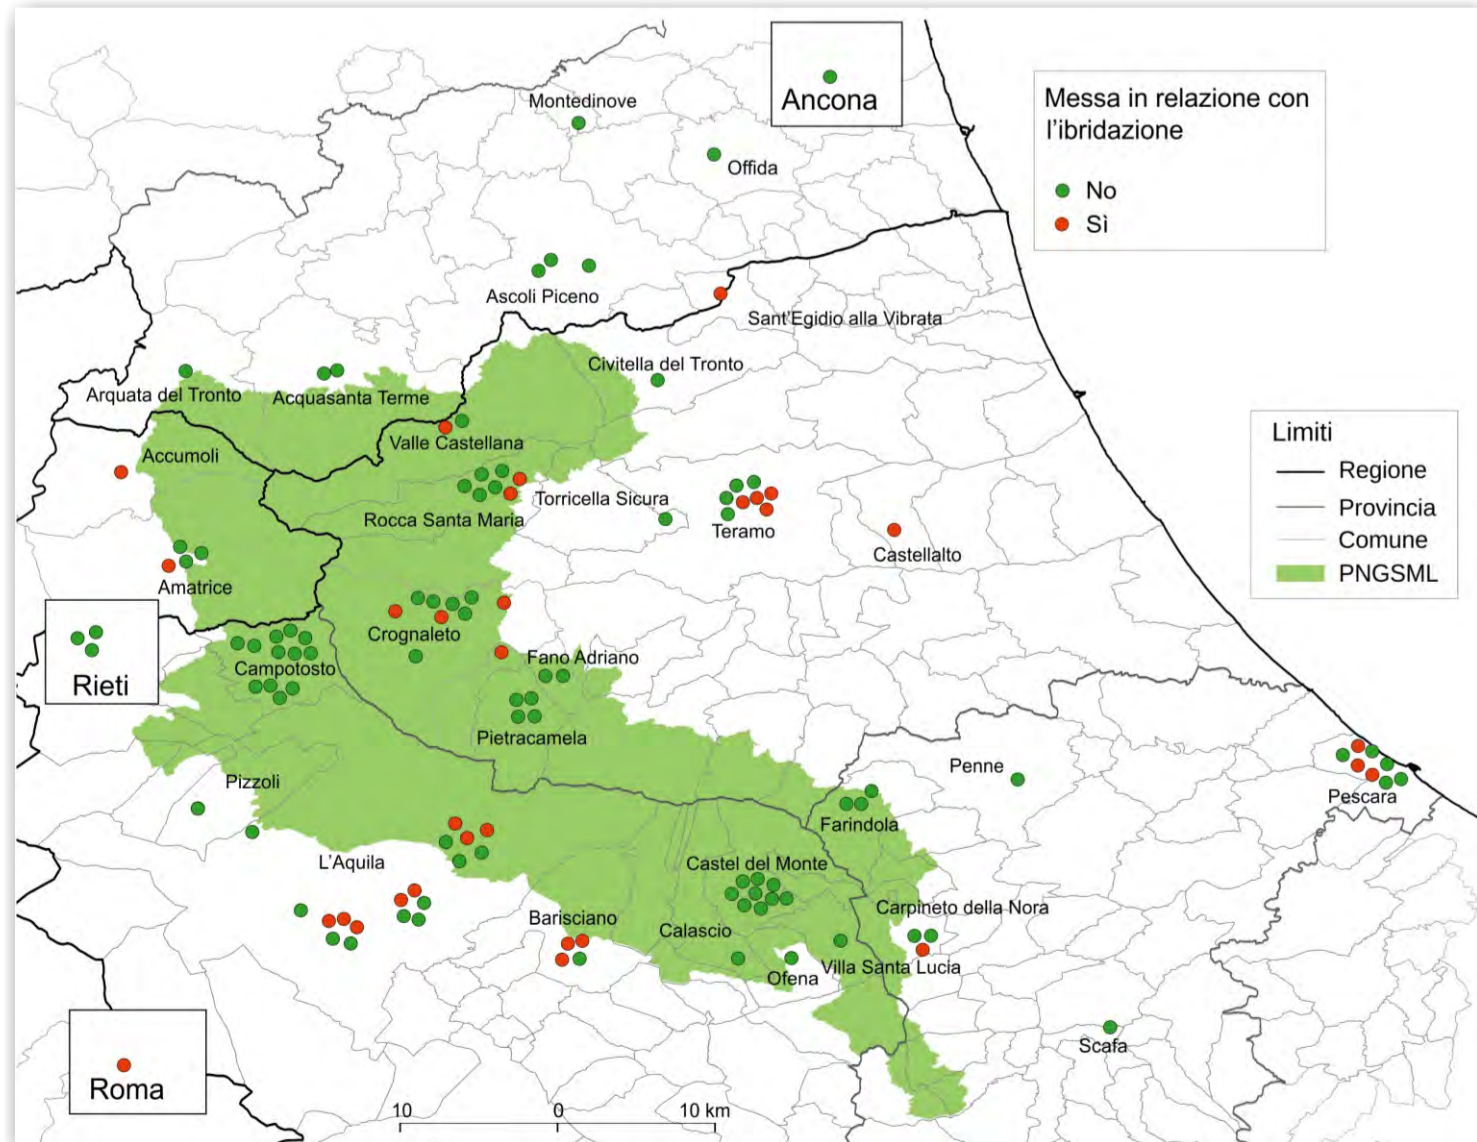 Ancona
Montedinove
Offida
Messa in relazione con
l'ibridazione
No
Sì
Ascoli Piceno
Sant'Egidio alla Vibrata
Civitella del Tronto
Arquata del Tronto
Acquasanta Terme
Valle Castellana
Accumoli
Limiti
Regione
Provincia
Comune
PNGSML
Torricella Sicura
Rocca Santa Maria
Teramo
Castellalto
Amatrice
Crognaleto
Fano Adriano
Campotosto
Rieti
Pietracamela
Pizzoli
Penne
Pescara
Farindola
L'Aquila
Castel del Monte
Carpineto della Nora
Barisciano
Calascio
Villa Santa Lucia
Ofena
Scafa
Roma
10 0 10 km